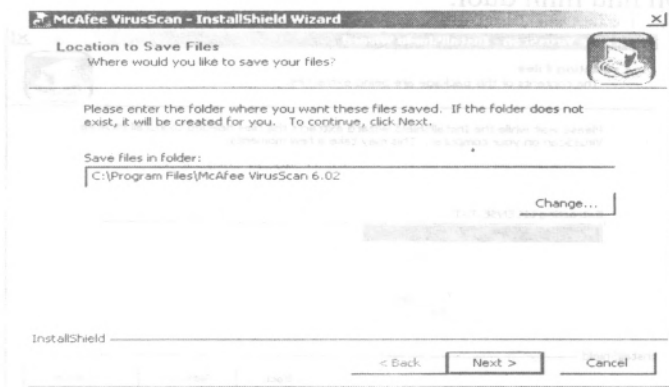 McAfee VirusScan - InstallShield Wizard
Location to Save Files
Where would you like to save your files?
Please enter the folder where you want these files saved. If the folder does not
exist, it will be created for you. To continue, click Next.
Save files in folder:
C:\Program Files\McAfee VirusScan 6.02
Change...
InstallShield
< Back
Next >
Cancel